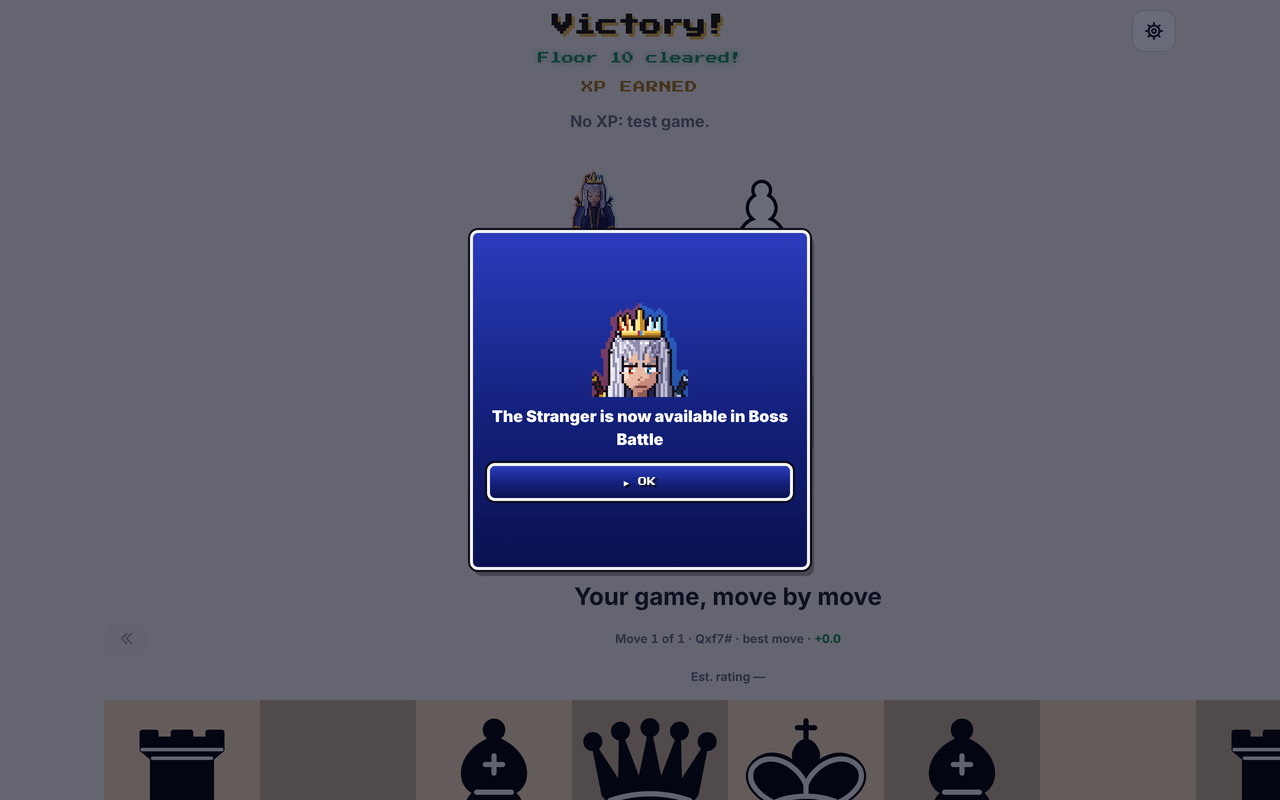 Victory!
Floor 10 cleared!
XP EARNED
No XP: test game.
The Stranger is now available in Boss
Battle
▸ OK
Your game, move by move
Move 1 of 1 · Qxf7# · best move · +0.0
Est. rating —